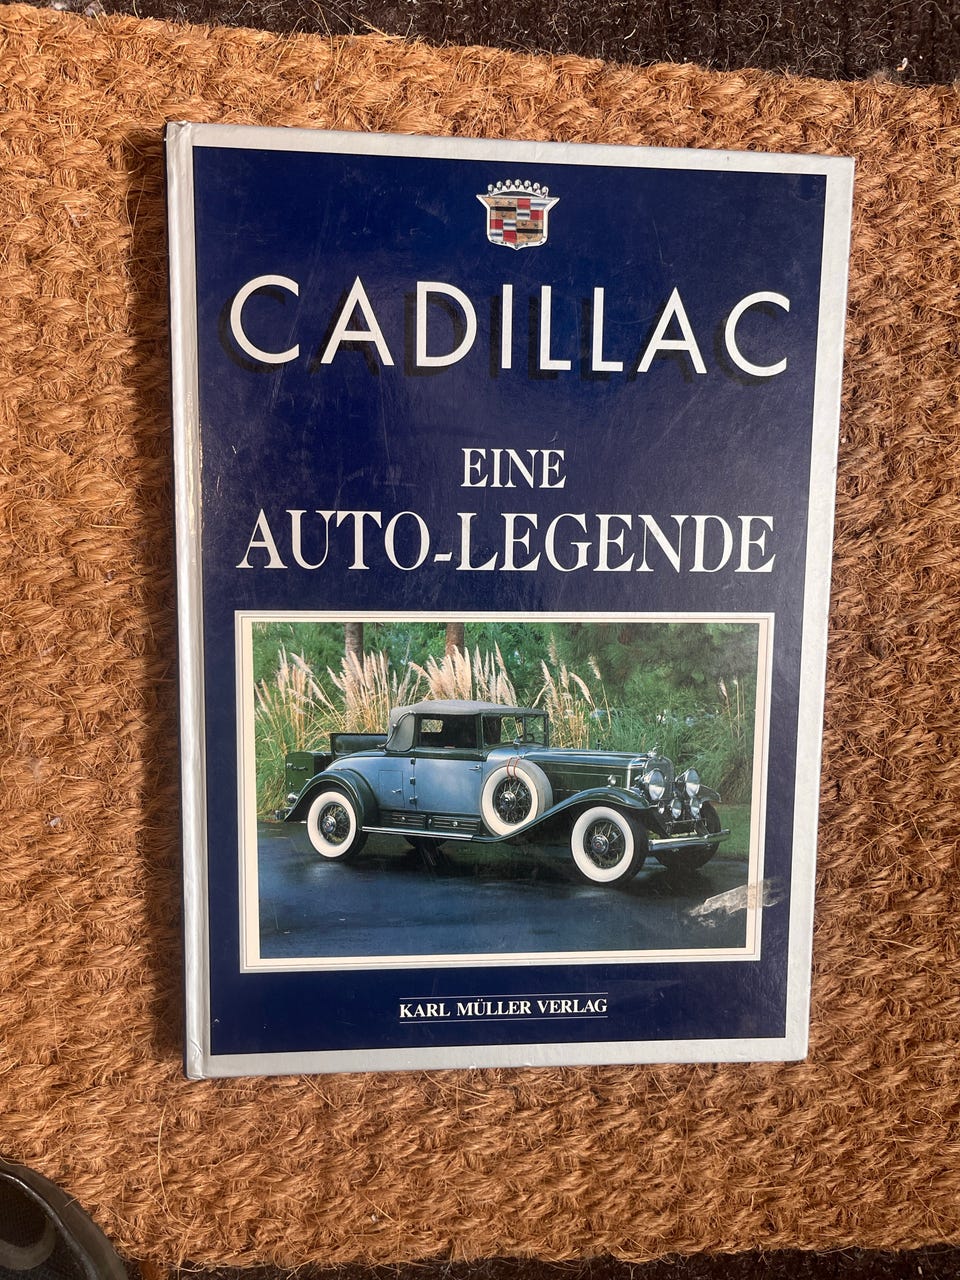 CADILLAC
EINE
AUTO-LEGENDE
KARL MÜLLER VERLAG